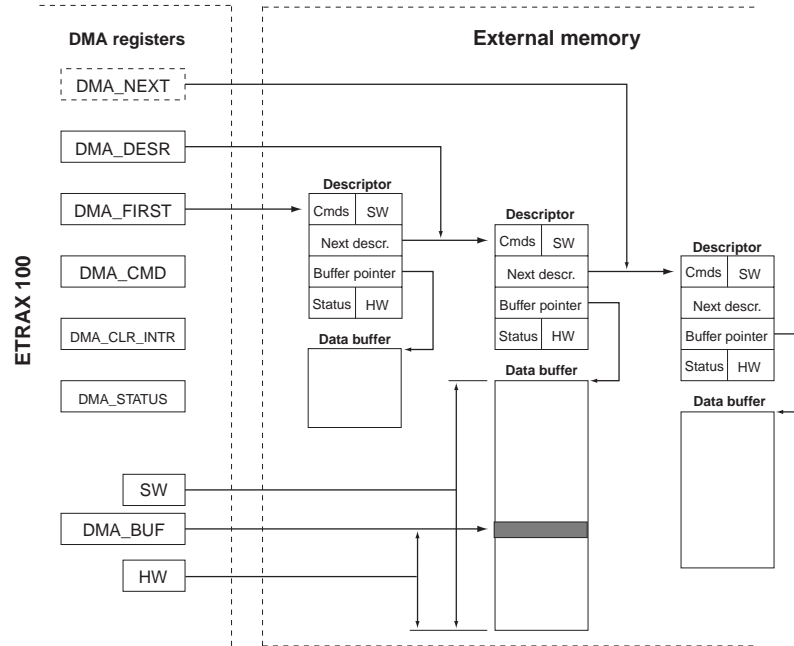 DMA registers
External memory
ETRAX 100
DMA_NEXT
DMA_DESR
DMA_FIRST
DMA_CMD
DMA_CLR_INTR
DMA_STATUS
SW
DMA_BUF
HW
Descriptor
Cmds SW
Next descr.
Buffer pointer
Status HW
Data buffer
Descriptor
Cmds SW
Next descr.
Buffer pointer
Status HW
Data buffer
Descriptor
Cmds SW
Next descr.
Buffer pointer
Status HW
Data buffer